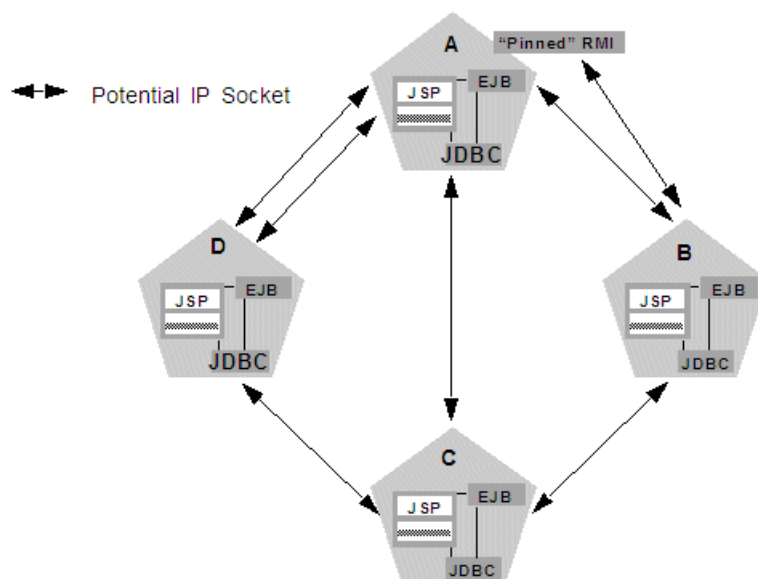 A
"Pinned" RMI
EJB
JSP
JDBC
Potential IP Socket
D
EJB
JSP
JDBC
B
EJB
JSP
JDBC
C
EJB
JSP
JDBC